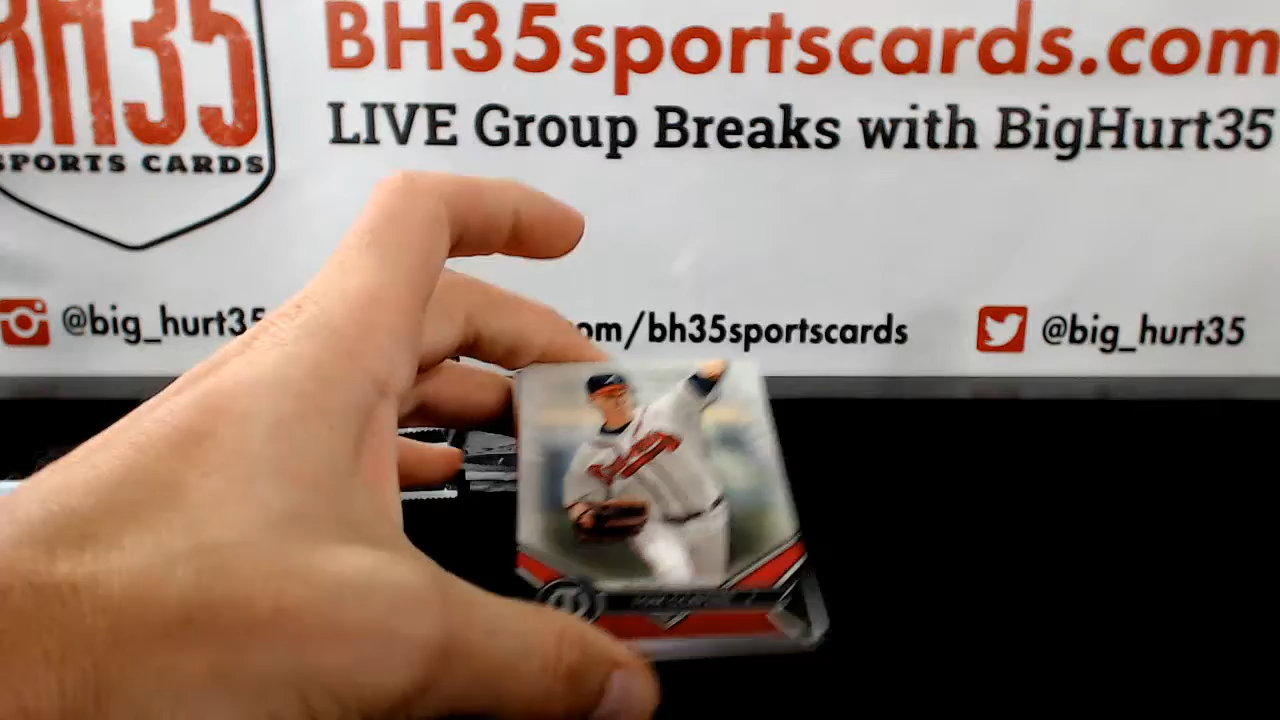 BH35
SPORTS CARDS
BH35sportscards.com
LIVE Group Breaks with BigHurt35
@big_hurt35
om/bh35sportscards
@big_hurt35